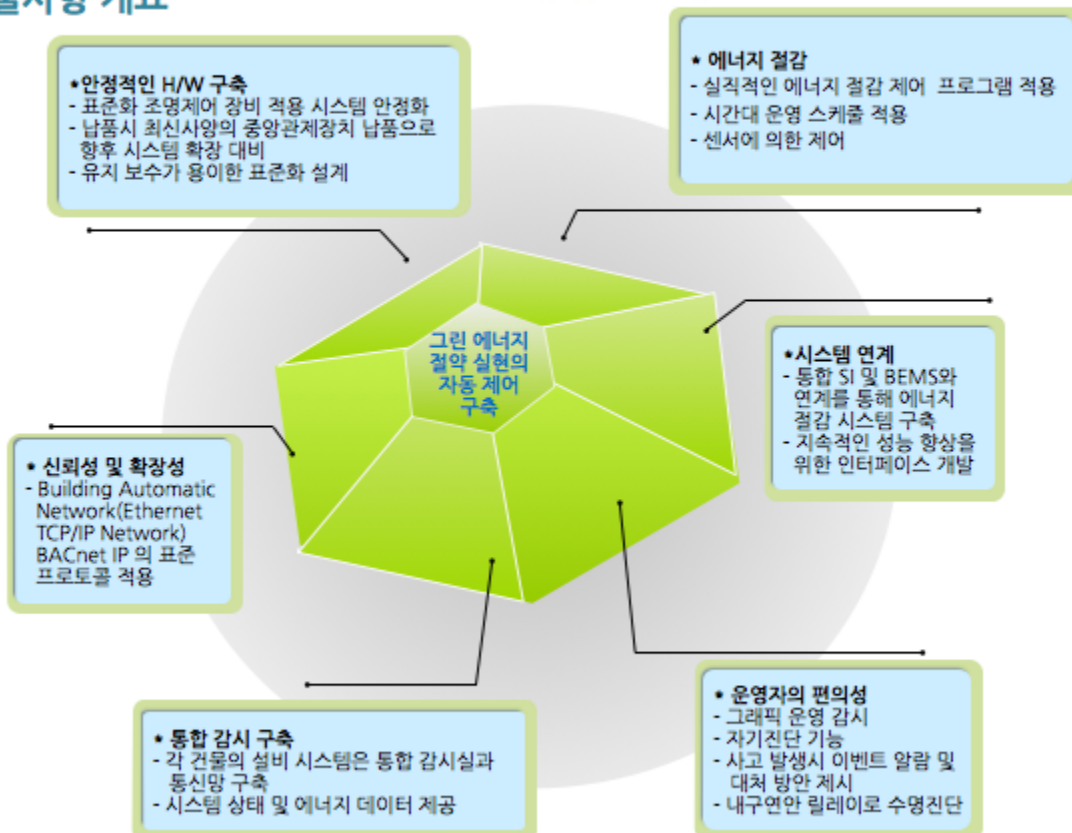 개요
*안정적인 H/W 구축
- 표준화 조명제어 장비 적용 시스템 안정화
- 납품시 최신사양의 중앙관제장치 납품으로
향후 시스템 확장 대비
- 유지 보수가 용이한 표준화 설계
* 에너지 절감
- 실직적인 에너지 절감 제어 프로그램 적용
- 시간대 운영 스케줄 적용
- 센서에 의한 제어
그린 에너지
절약 실현의
자동 제어
구축
*시스템 연계
- 통합 SI 및 BEMS와
연계를 통해 에너지
절감 시스템 구축
- 지속적인 성능 향상을
위한 인터페이스 개발
* 신뢰성 및 확장성
- Building Automatic
Network(Ethernet
TCP/IP Network)
BACnet IP 의 표준
프로토콜 적용
* 통합 감시 구축
- 각 건물의 설비 시스템은 통합 감시실과
통신망 구축
- 시스템 상태 및 에너지 데이터 제공
* 운영자의 편의성
- 그래픽 운영 감시
- 자기진단 기능
- 사고 발생시 이벤트 알람 및
대처 방안 제시
- 내구연안 릴레이로 수명진단